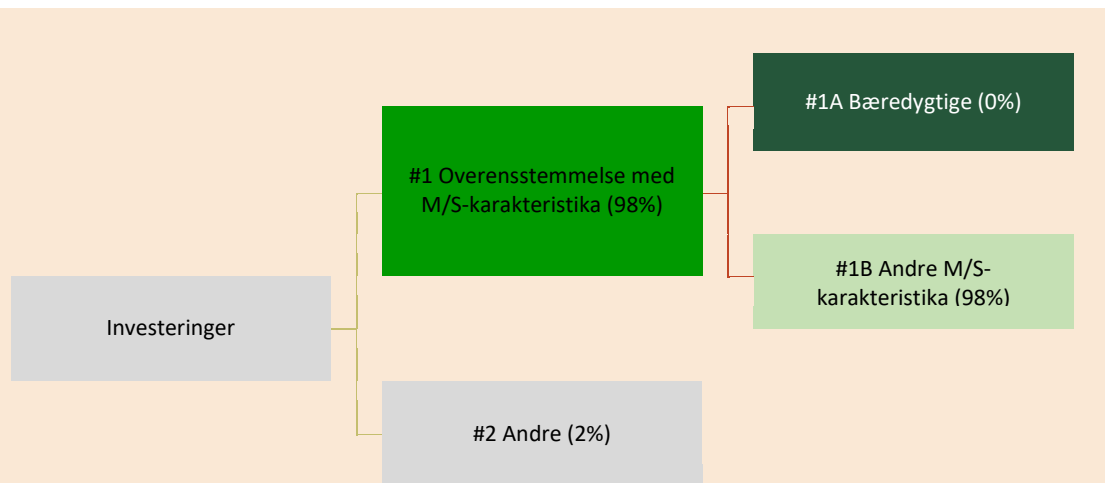 #1A Bæredygtige (0%)
#1 Overensstemmelse med
M/S-karakteristika (98%)
#1B Andre M/S-
karakteristika (98%)
Investeringer
#2 Andre (2%)